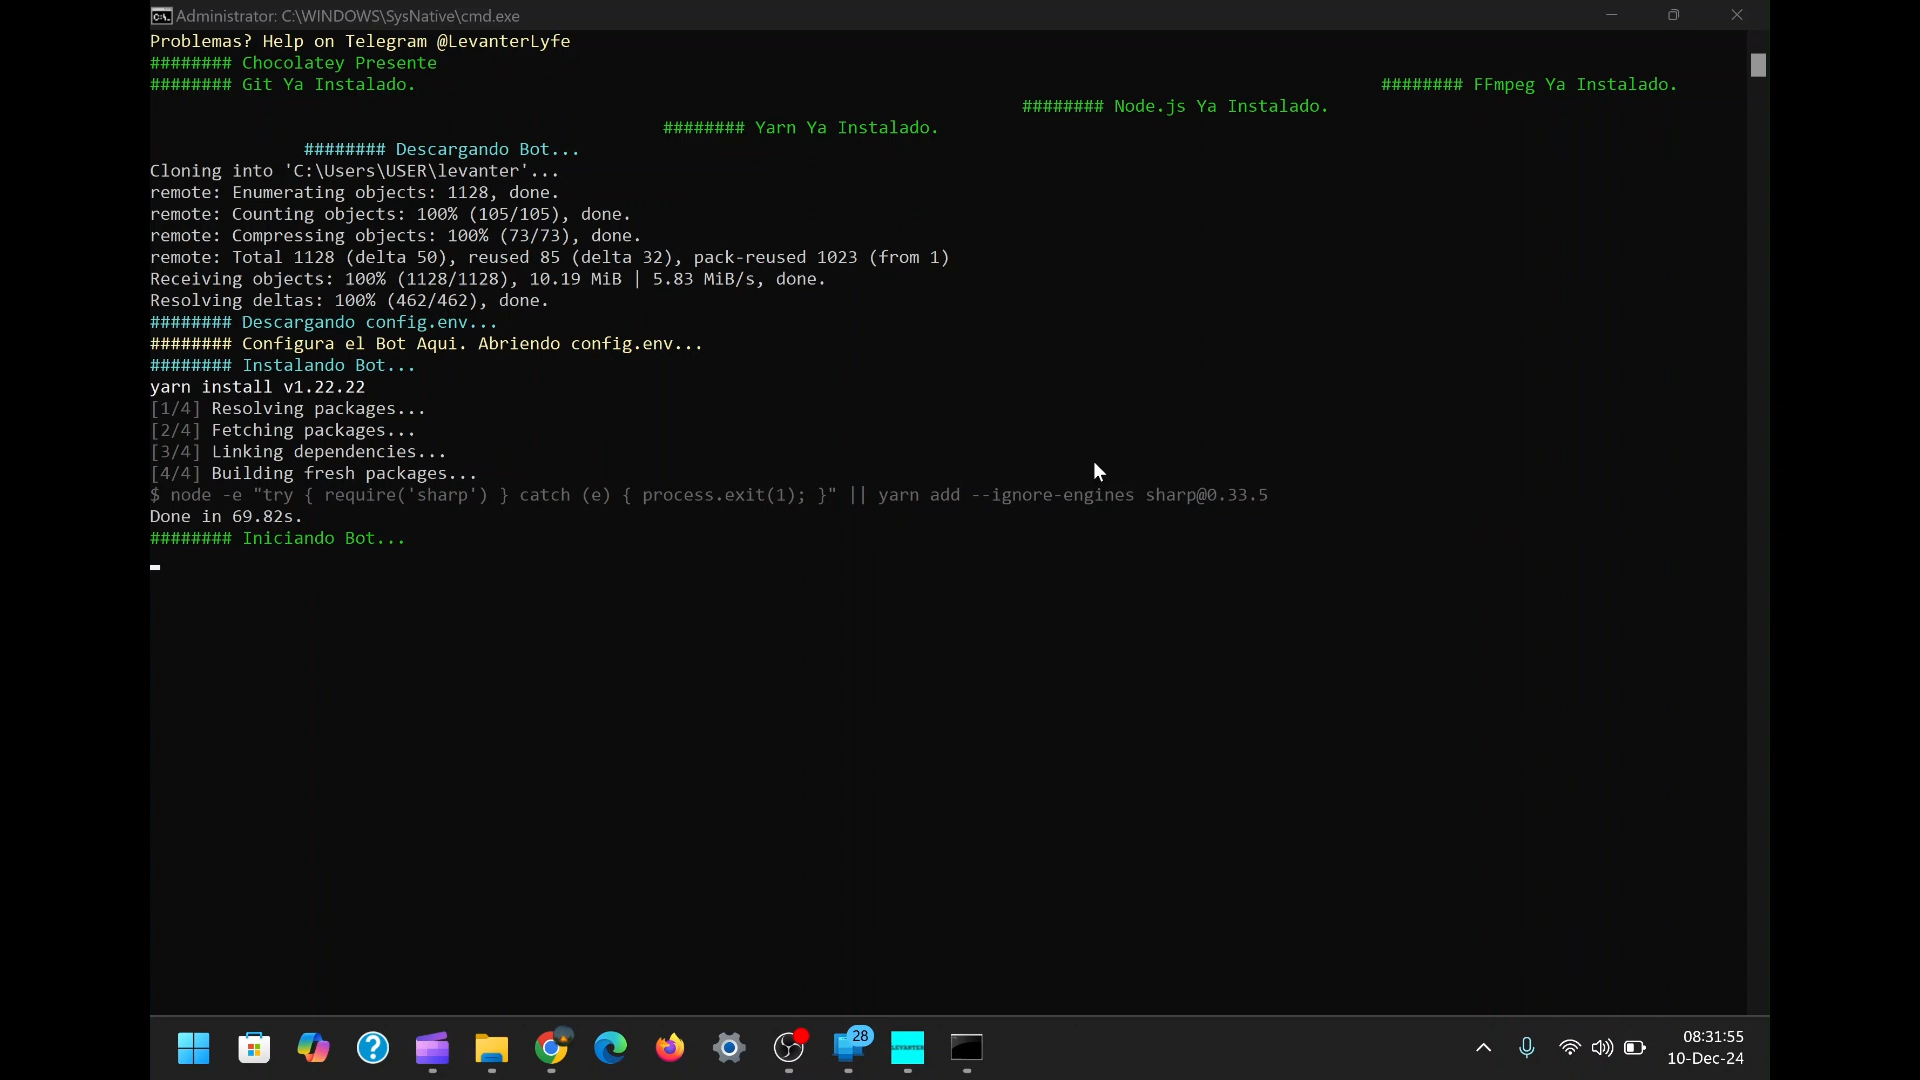 Administrator: C:\WINDOWS\SysNative\cmd.exe
Problemas? Help on Telegram @LevanterLyfe
######## Chocolatey Presente
######## Git Ya Instalado.
######## FFmpeg Ya Instalado.
######## Node.js Ya Instalado.
######## Yarn Ya Instalado.
######## Descargando Bot...
Cloning into 'C:\Users\USER\levanter'...
remote: Enumerating objects: 1128, done.
remote: Counting objects: 100% (105/105), done.
remote: Compressing objects: 100% (73/73), done.
remote: Total 1128 (delta 50), reused 85 (delta 32), pack-reused 1023 (from 1)
Receiving objects: 100% (1128/1128), 10.19 MiB | 5.83 MiB/s, done.
Resolving deltas: 100% (462/462), done.
######## Descargando config.env...
######## Configura el Bot Aqui. Abriendo config.env...
######## Instalando Bot...
yarn install v1.22.22
[1/4] Resolving packages...
[2/4] Fetching packages...
[3/4] Linking dependencies...
[4/4] Building fresh packages...
$ node -e "try { require('sharp') } catch (e) { process.exit(1); }" || yarn add --ignore-engines sharp@0.33.5
Done in 69.82s.
######## Iniciando Bot...
28
LEVANTER
08:31:55
10-Dec-24